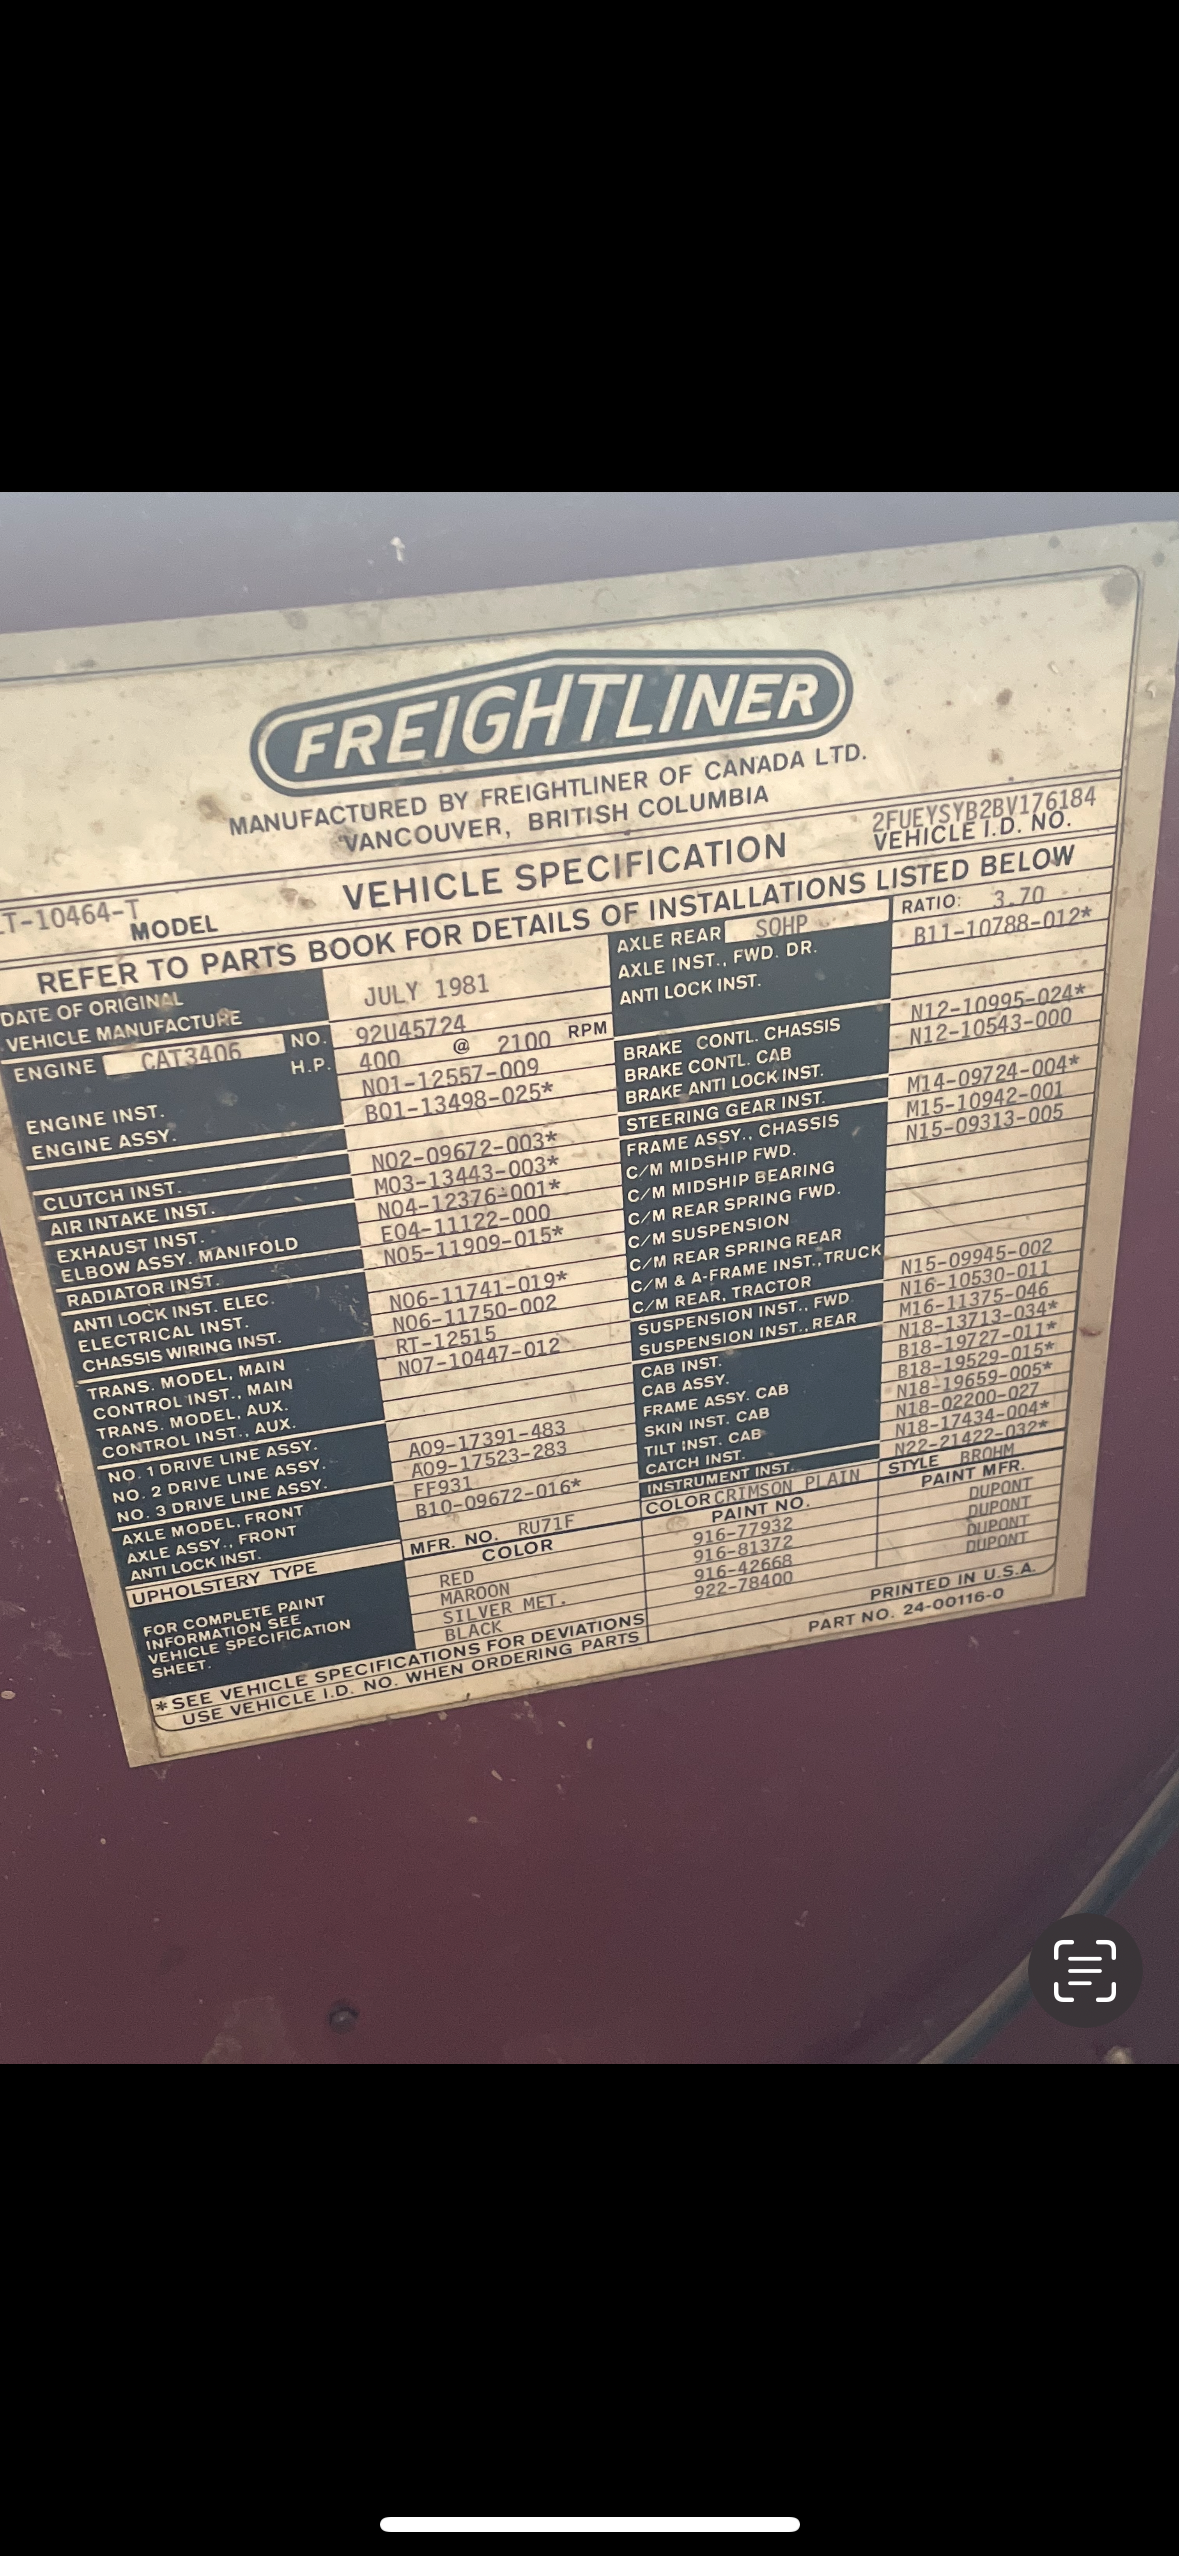 FREIGHTLINER
MANUFACTURED BY FREIGHTLINER OF CANADA LTD.
VANCOUVER, BRITISH COLUMBIA
T-10464-T
MODEL
VEHICLE SPECIFICATION
2FUEYSYB2BV176184
VEHICLE I.D. NO.
REFER TO PARTS BOOK FOR DETAILS OF INSTALLATIONS LISTED BELOW
DATE OF ORIGINAL
VEHICLE MANUFACTURE JULY 1981
ENGINE CAT3406 NO. 92U45724
H.P. 400 @ 2100 RPM
ENGINE INST. N01-12557-009
ENGINE ASSY. B01-13498-025*
CLUTCH INST. N02-09672-003*
AIR INTAKE INST. M03-13443-003*
EXHAUST INST. N04-12376-001*
ELBOW ASSY. MANIFOLD E04-11122-000
RADIATOR INST. N05-11909-015*
ANTI LOCK INST. ELEC.
ELECTRICAL INST. N06-11741-019*
CHASSIS WIRING INST. N06-11750-002
TRANS. MODEL, MAIN RT-12515
CONTROL INST., MAIN N07-10447-012
TRANS. MODEL, AUX.
CONTROL INST., AUX.
NO. 1 DRIVE LINE ASSY. A09-17391-483
NO. 2 DRIVE LINE ASSY. A09-17523-283
NO. 3 DRIVE LINE ASSY.
AXLE MODEL, FRONT FF931
AXLE ASSY., FRONT B10-09672-016*
ANTI LOCK INST.
AXLE REAR SQHP RATIO: 3.70
AXLE INST., FWD. DR. B11-10788-012*
ANTI LOCK INST.
BRAKE CONTL. CHASSIS N12-10995-024*
BRAKE CONTL. CAB N12-10543-000
BRAKE ANTI LOCK INST.
STEERING GEAR INST. M14-09724-004*
FRAME ASSY., CHASSIS M15-10942-001
C/M MIDSHIP FWD. N15-09313-005
C/M MIDSHIP BEARING
C/M REAR SPRING FWD.
C/M SUSPENSION
C/M REAR SPRING REAR
C/M & A-FRAME INST., TRUCK
C/M REAR, TRACTOR N15-09945-002
SUSPENSION INST., FWD. N16-10530-011
SUSPENSION INST., REAR M16-11375-046
CAB INST. N18-13713-034*
CAB ASSY. B18-19727-011*
FRAME ASSY. CAB B18-19529-015*
SKIN INST. CAB N18-19659-005*
TILT INST. CAB N18-02200-027
CATCH INST. N18-17434-004*
INSTRUMENT INST. N22-21422-032*
UPHOLSTERY TYPE MFR. NO. RU71F COLOR CRIMSON PLAIN STYLE BROHM
COLOR PAINT NO. PAINT MFR.
RED 916-77932 DUPONT
MAROON 916-81372 DUPONT
SILVER MET. 916-42668 DUPONT
BLACK 922-78400 DUPONT
FOR COMPLETE PAINT
INFORMATION SEE
VEHICLE SPECIFICATION
SHEET.
*SEE VEHICLE SPECIFICATIONS FOR DEVIATIONS
USE VEHICLE I.D. NO. WHEN ORDERING PARTS
PRINTED IN U.S.A.
PART NO. 24-00116-0